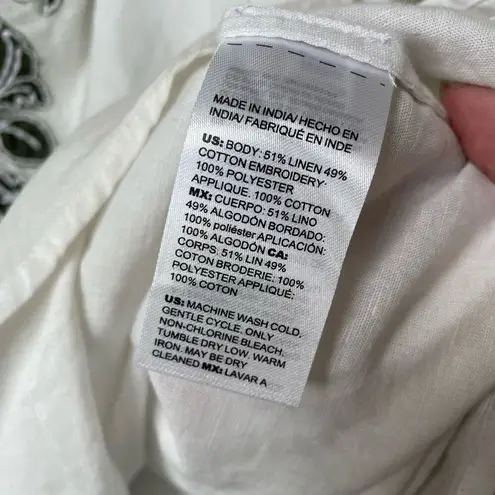 MADE IN INDIA/ HECHO EN
INDIA/ FABRIQUÉ EN INDE
US: BODY: 51% LINEN 49%
COTTON EMBROIDERY:
100% POLYESTER
APPLIQUE. 100% COTTON
MX: CUERPO: 51% LINO
49% ALGODÓN BORDADO:
100% poliéster APLICACIÓN:
100% ALGODÓN CA:
CORPS: 51% LIN 49%
COTON BRODERIE: 100%
POLYESTER APPLIQUÉ:
100% COTON
US: MACHINE WASH COLD,
GENTLE CYCLE. ONLY
NON-CHLORINE BLEACH.
TUMBLE DRY LOW. WARM
IRON. MAY BE DRY
CLEANED MX: LAVAR A